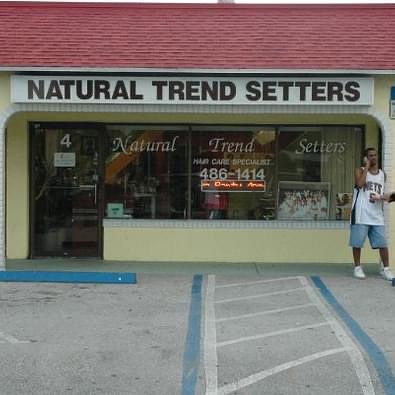 NATURAL TREND SETTERS
4
Natural Trend Setters
HAIR CARE SPECIALIST
486-1414
NETS